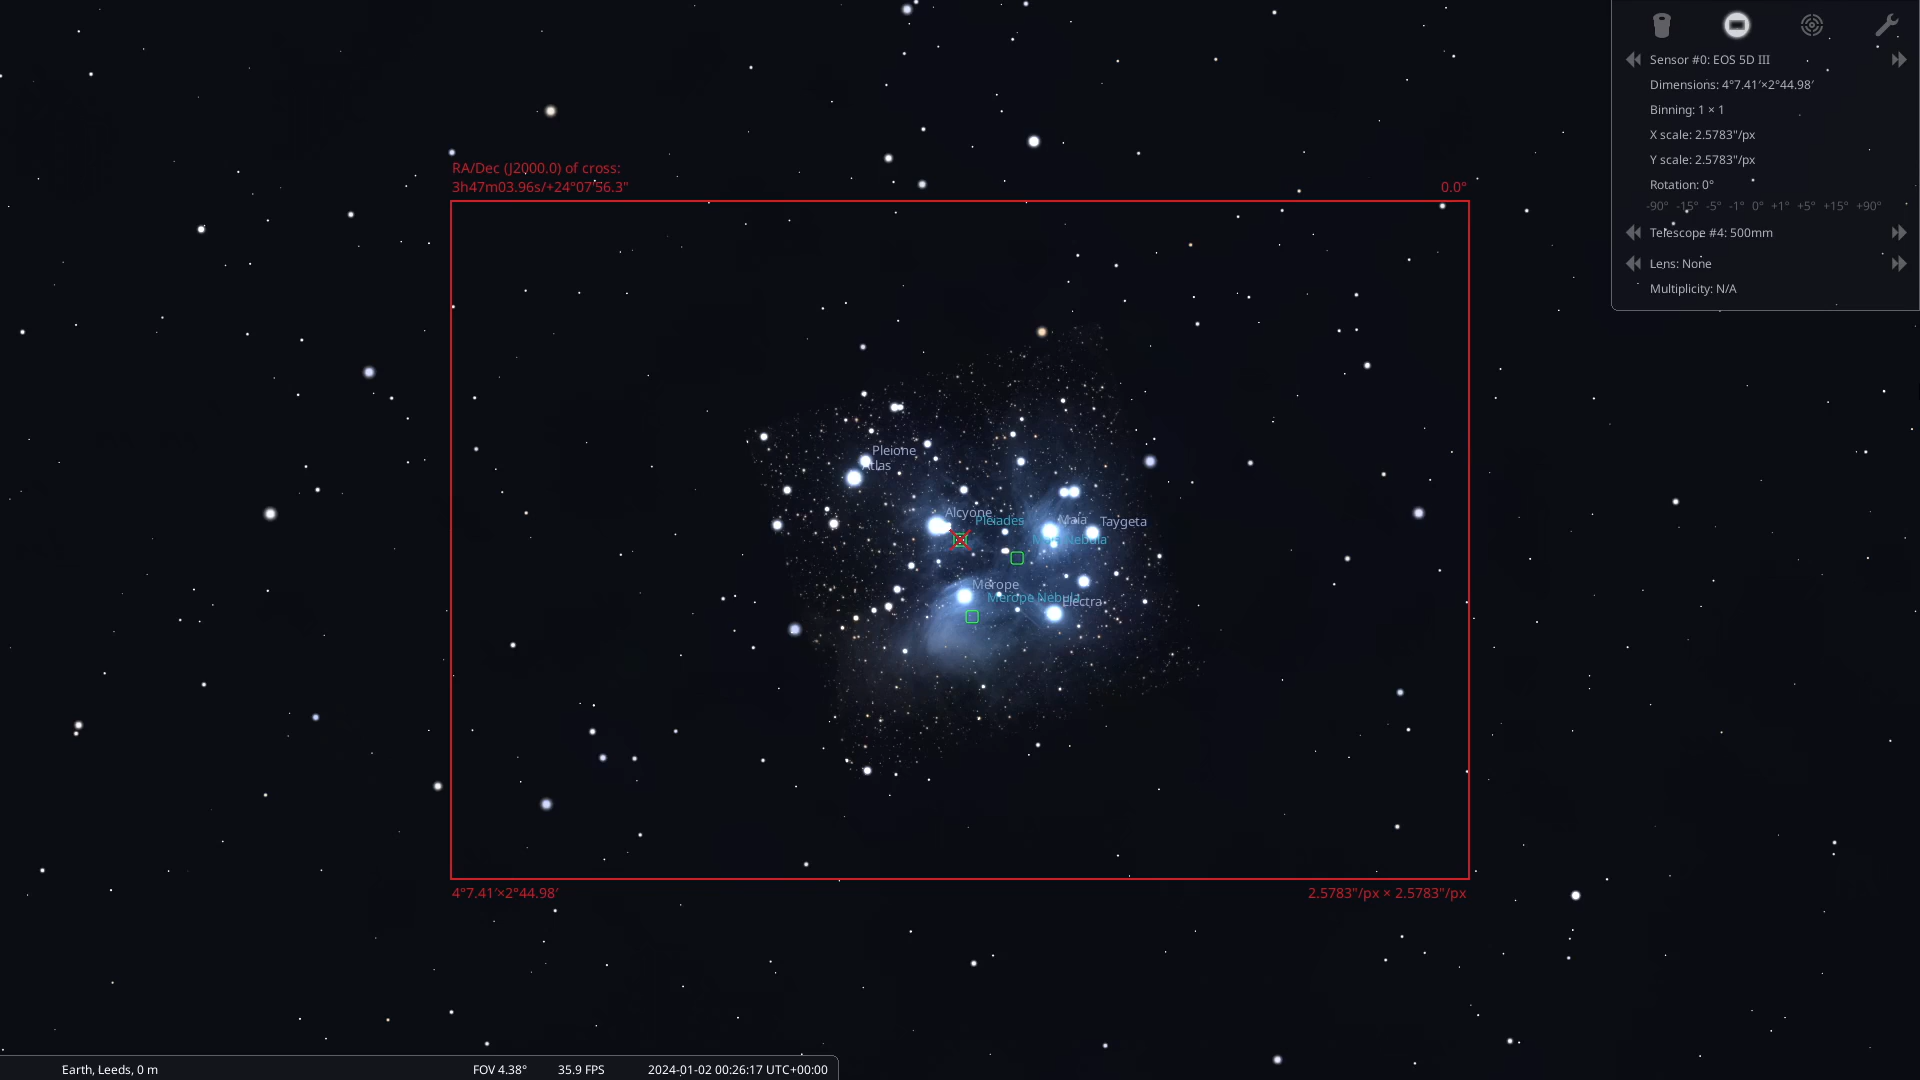 Sensor #0: EOS 5D III
Dimensions: 4°7.41′×2°44.98′
Binning: 1 × 1
X scale: 2.5783"/px
Y scale: 2.5783"/px
Rotation: 0°
-90° -15° -5° -1° 0° +1° +5° +15° +90°
Telescope #4: 500mm
Lens: None
Multiplicity: N/A
RA/Dec (J2000.0) of cross:
3h47m03.96s/+24°07′56.3"
0.0°
Pleione
Atlas
Alcyone
Pleiades
Maia
Taygeta
Maia Nebula
Merope
Merope Nebula
Electra
4°7.41′×2°44.98′
2.5783"/px × 2.5783"/px
Earth, Leeds, 0 m
FOV 4.38°
35.9 FPS
2024-01-02 00:26:17 UTC+00:00